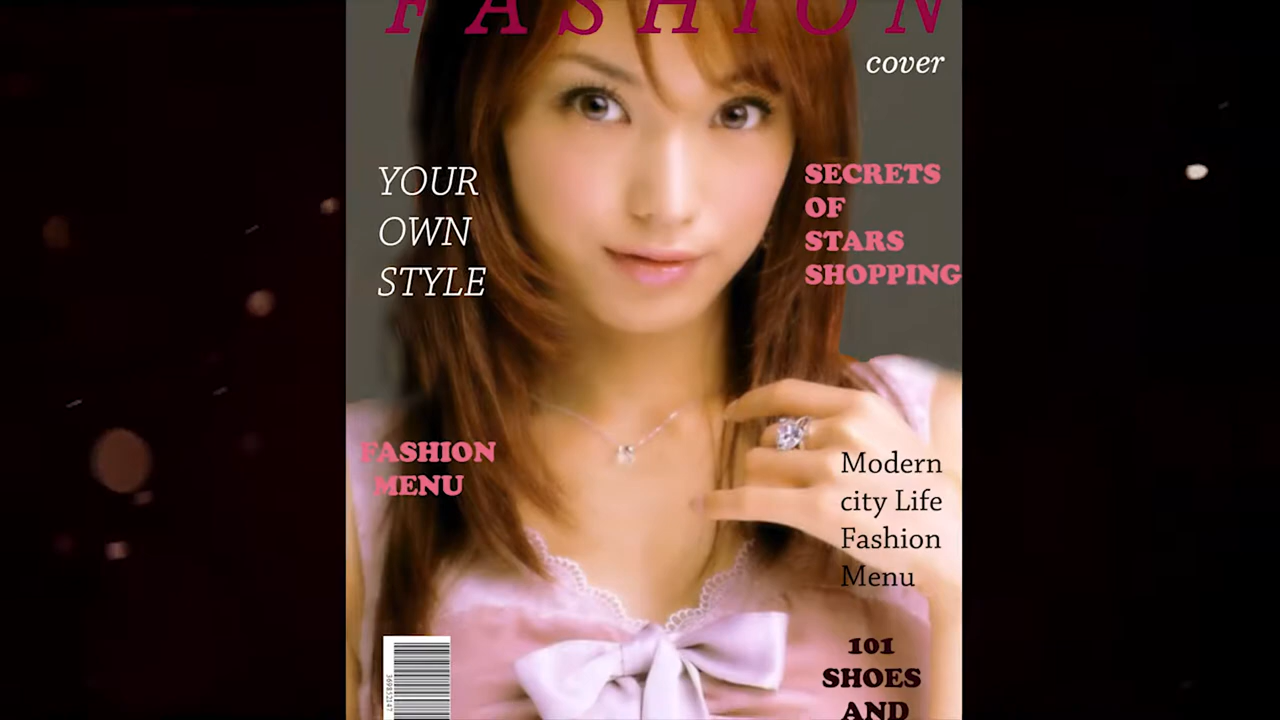 FASHION
cover
YOUR
OWN
STYLE
SECRETS
OF
STARS
SHOPPING
FASHION
MENU
Modern
city Life
Fashion
Menu
101
SHOES
AND